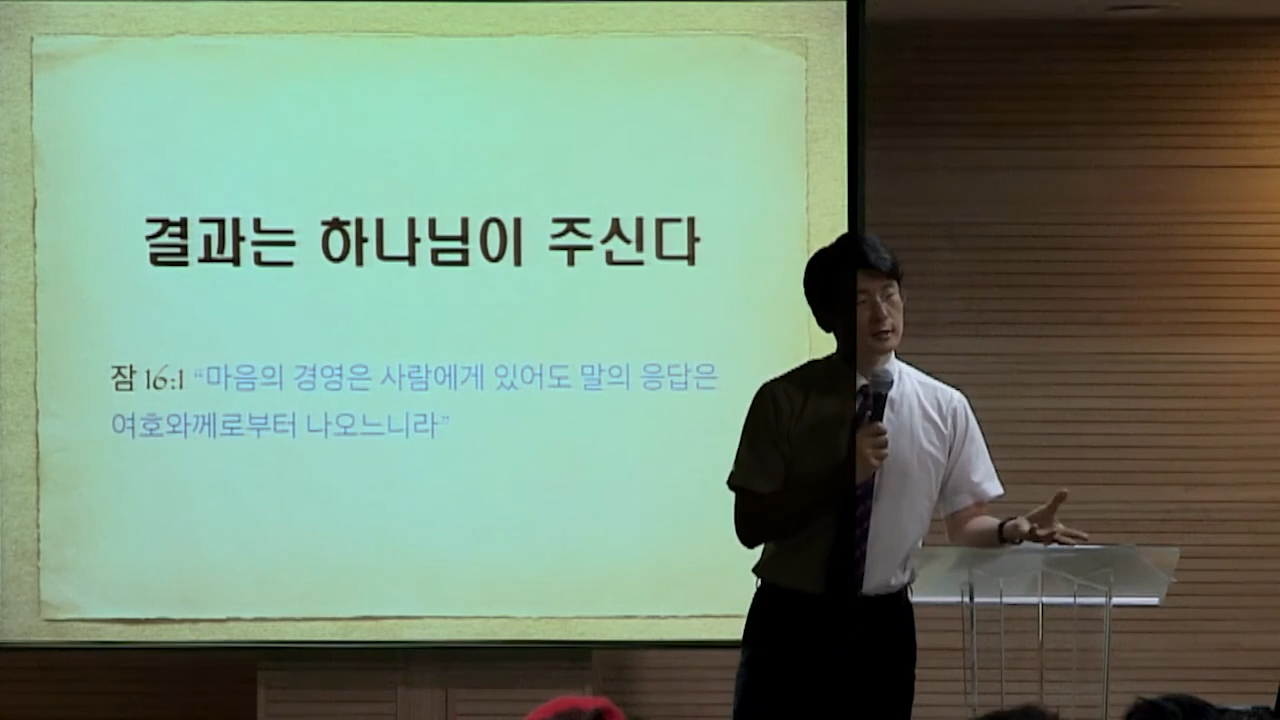 결과는 하나님이 주신다
잠 16:1 “마음의 경영은 사람에게 있어도 말의 응답은
여호와께로부터 나오느니라”